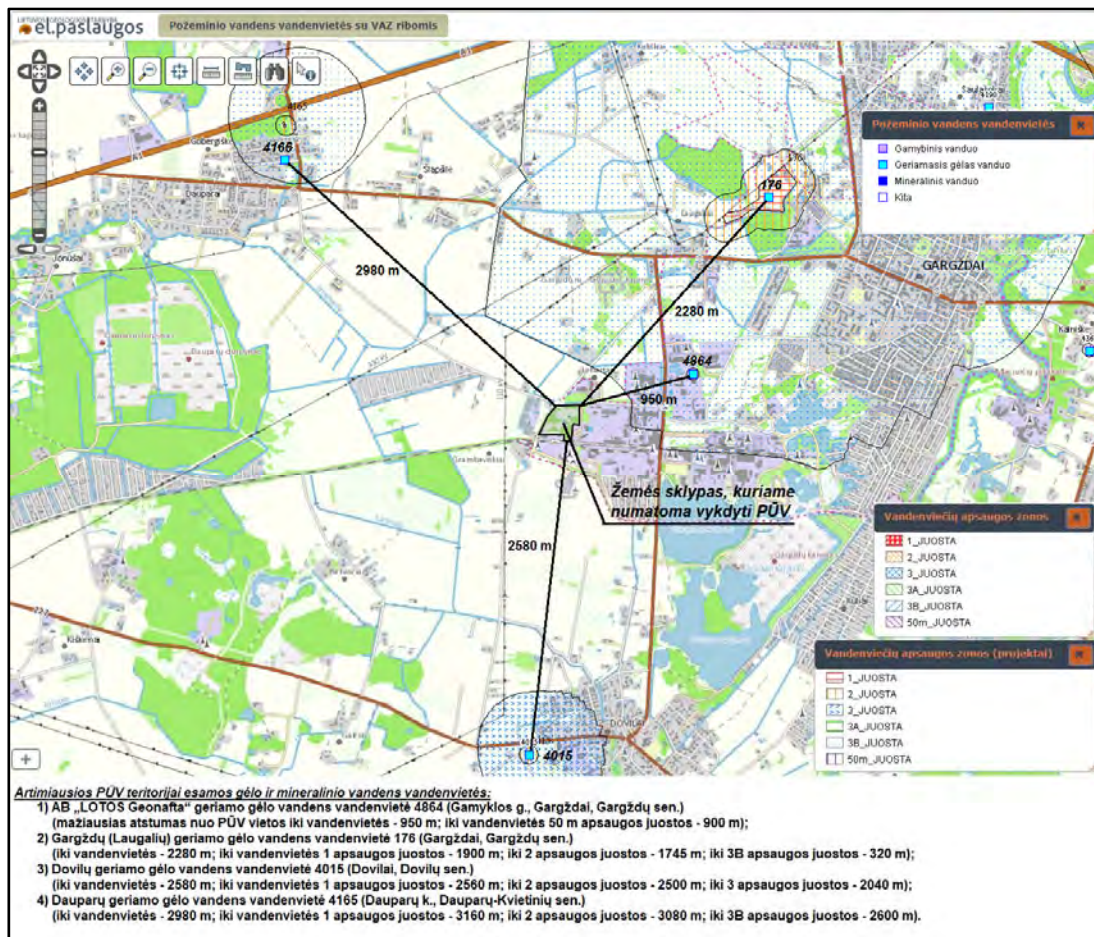 el.paslaugos
Požeminio vandens vandenvietės su VAZ ribomis
A1
4165
4166
Gobergiškė
Šlapšilė
Dauparai
Jonušai
A1
176
GARGŽDAI
Kalniškė
2980 m
2280 m
4864
950 m
Žemės sklypas, kuriame
numatoma vykdyti PŪV
2580 m
227
DOVILAI
4015
Požeminio vandens vandenvietės
Gamybinis vanduo
Geriamasis gėlas vanduo
Mineralinis vanduo
Kita
Vandenviečių apsaugos zonos
1_JUOSTA
2_JUOSTA
3_JUOSTA
3A_JUOSTA
3B_JUOSTA
50m_JUOSTA
Vandenviečių apsaugos zonos (projektai)
1_JUOSTA
2_JUOSTA
3_JUOSTA
3A_JUOSTA
3B_JUOSTA
50m_JUOSTA
Artimiausios PŪV teritorijai esamos gėlo ir mineralinio vandens vandenvietės:
1) AB „LOTOS Geonafta“ geriamo gėlo vandens vandenvietė 4864 (Gamyklos g., Gargždai, Gargždų sen.)
(mažiausias atstumas nuo PŪV vietos iki vandenvietės - 950 m; iki vandenvietės 50 m apsaugos juostos - 900 m);
2) Gargždų (Laugalių) geriamo gėlo vandens vandenvietė 176 (Gargždai, Gargždų sen.)
(iki vandenvietės - 2280 m; iki vandenvietės 1 apsaugos juostos - 1900 m; iki 2 apsaugos juostos - 1745 m; iki 3B apsaugos juostos - 320 m);
3) Dovilų geriamo gėlo vandens vandenvietė 4015 (Dovilai, Dovilų sen.)
(iki vandenvietės - 2580 m; iki vandenvietės 1 apsaugos juostos - 2560 m; iki 2 apsaugos juostos - 2500 m; iki 3 apsaugos juostos - 2040 m);
4) Dauparų geriamo gėlo vandens vandenvietė 4165 (Dauparų k., Dauparų-Kvietinių sen.)
(iki vandenvietės - 2980 m; iki vandenvietės 1 apsaugos juostos - 3160 m; iki 2 apsaugos juostos - 3080 m; iki 3B apsaugos juostos - 2600 m).